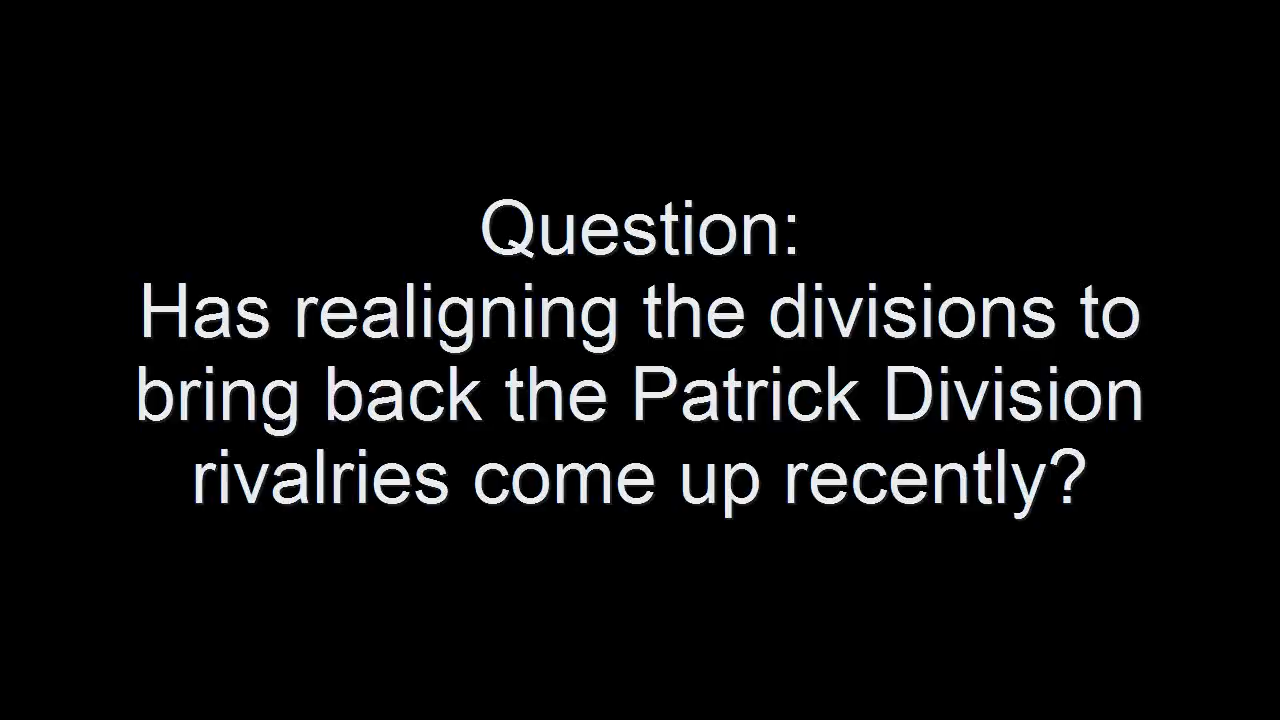 Question:
Has realigning the divisions to
bring back the Patrick Division
rivalries come up recently?